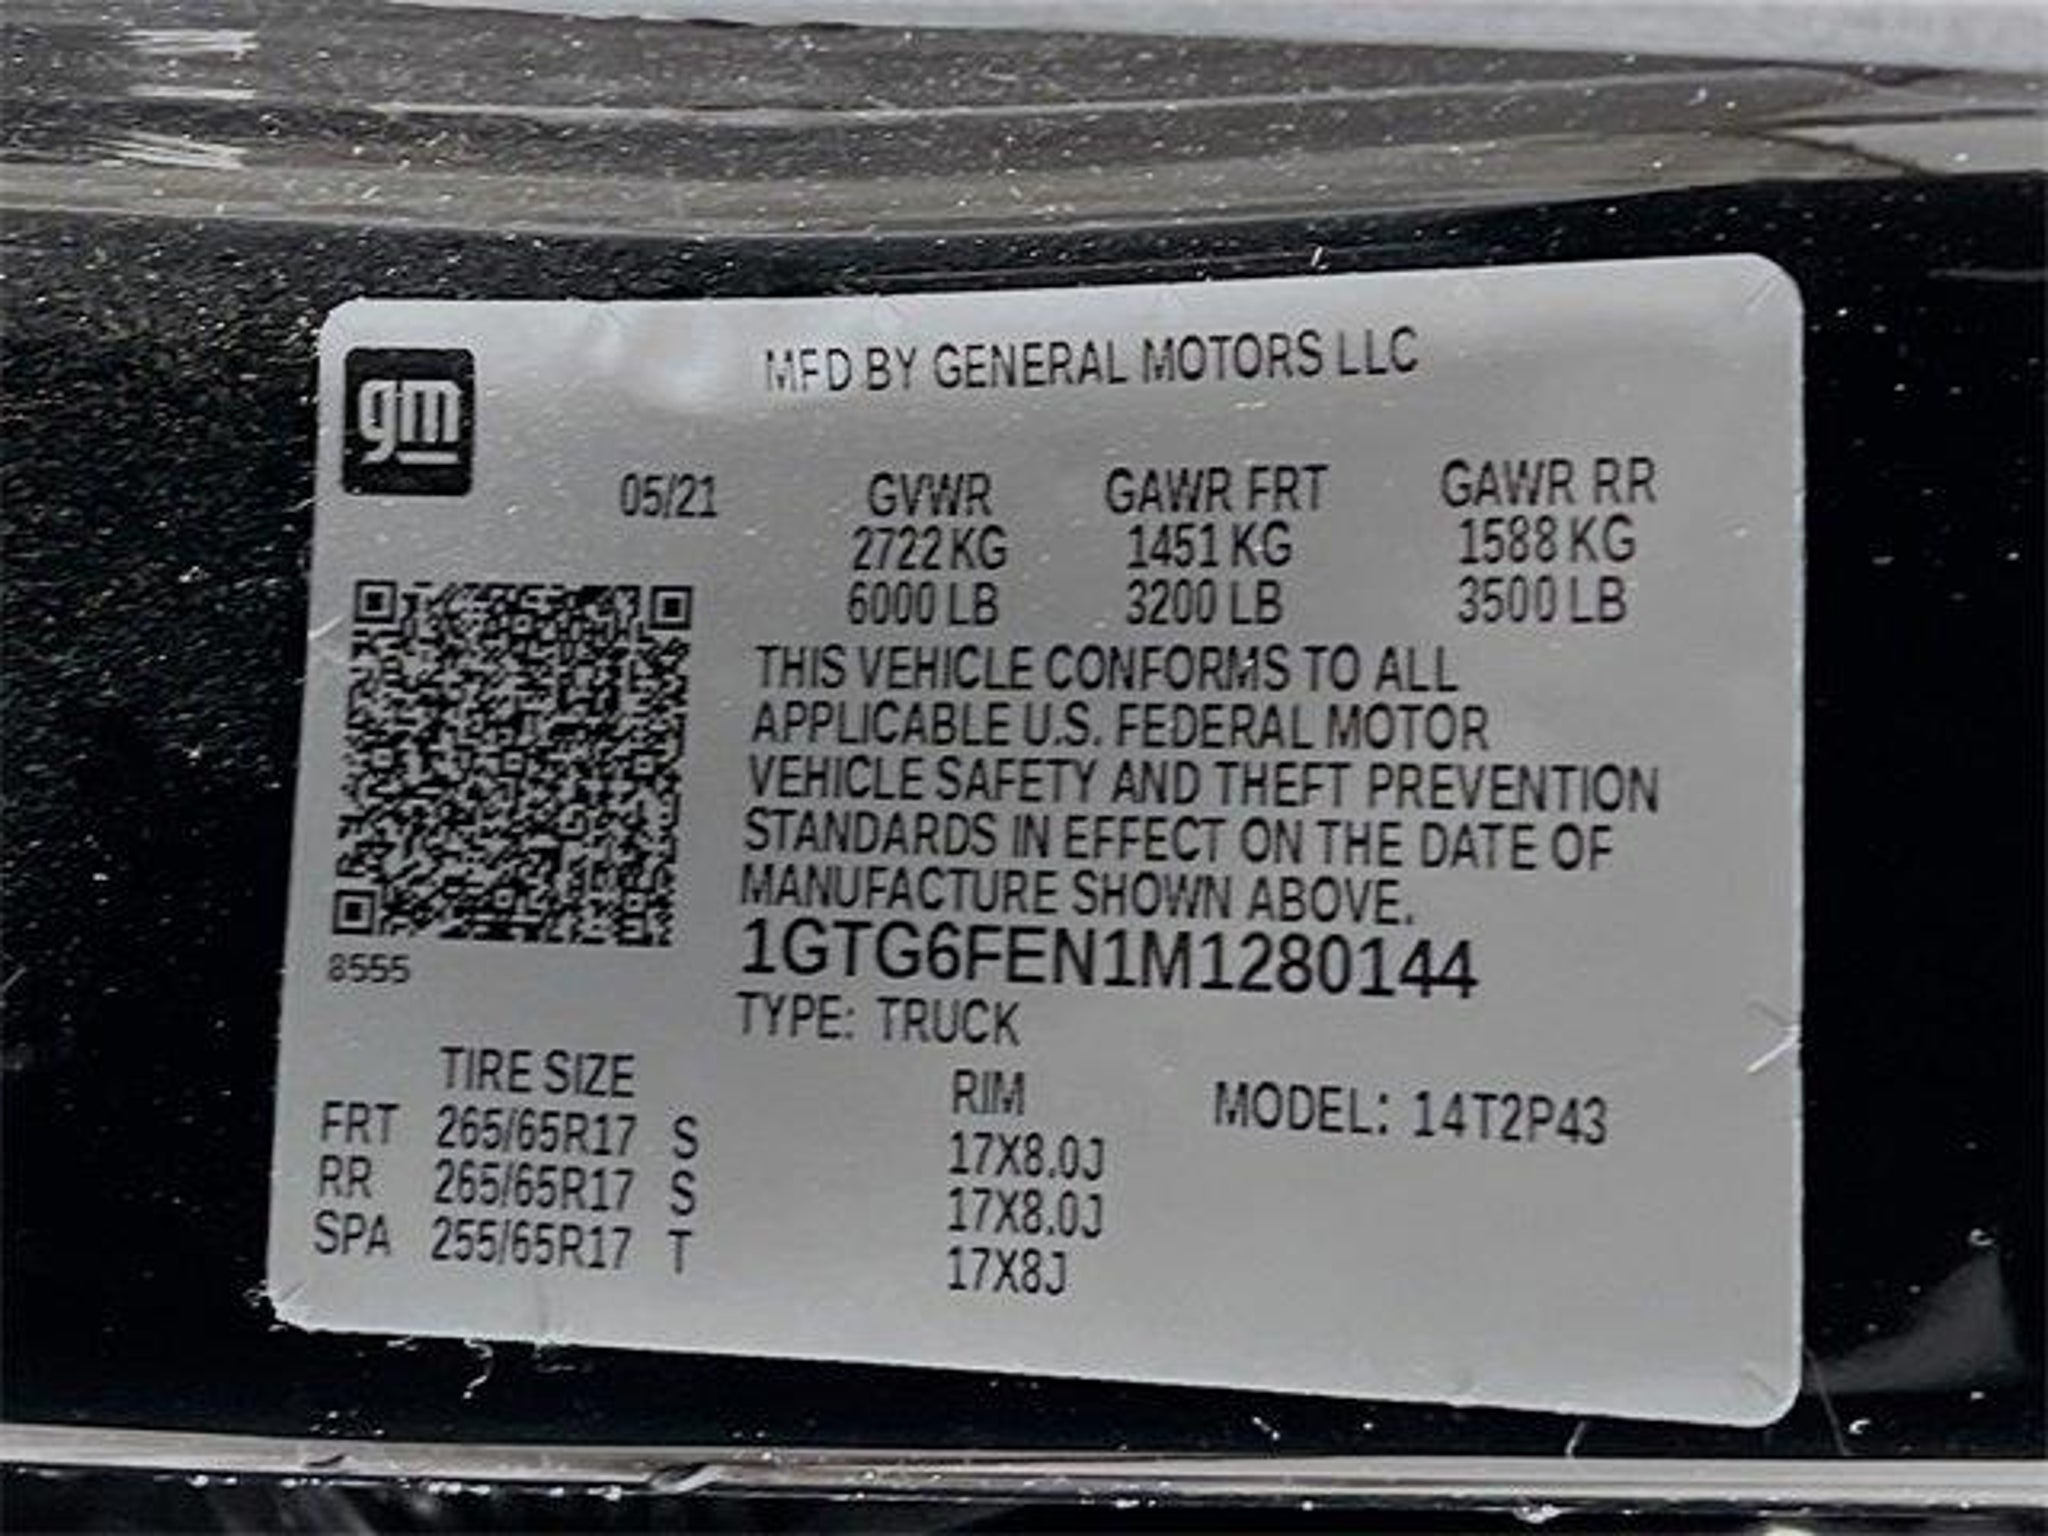 gm
MFD BY GENERAL MOTORS LLC
05/21 GVWR GAWR FRT GAWR RR
2722 KG 1451 KG 1588 KG
6000 LB 3200 LB 3500 LB
THIS VEHICLE CONFORMS TO ALL
APPLICABLE U.S. FEDERAL MOTOR
VEHICLE SAFETY AND THEFT PREVENTION
STANDARDS IN EFFECT ON THE DATE OF
MANUFACTURE SHOWN ABOVE.
8555
1GTG6FEN1M1280144
TYPE: TRUCK
TIRE SIZE RIM MODEL: 14T2P43
FRT 265/65R17 S 17X8.0J
RR 265/65R17 S 17X8.0J
SPA 255/65R17 T 17X8J